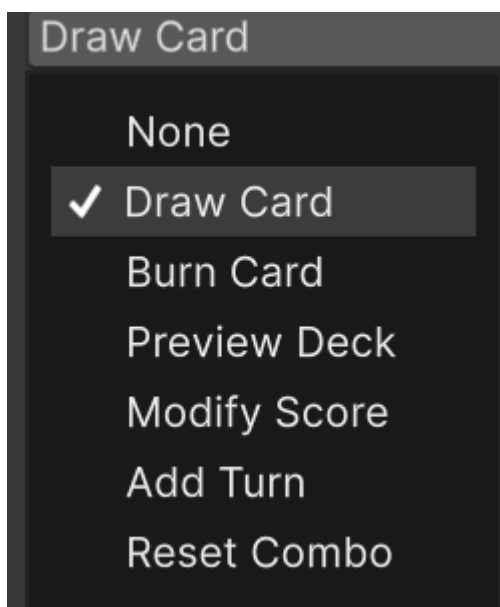 Draw Card
None
Draw Card
Burn Card
Preview Deck
Modify Score
Add Turn
Reset Combo